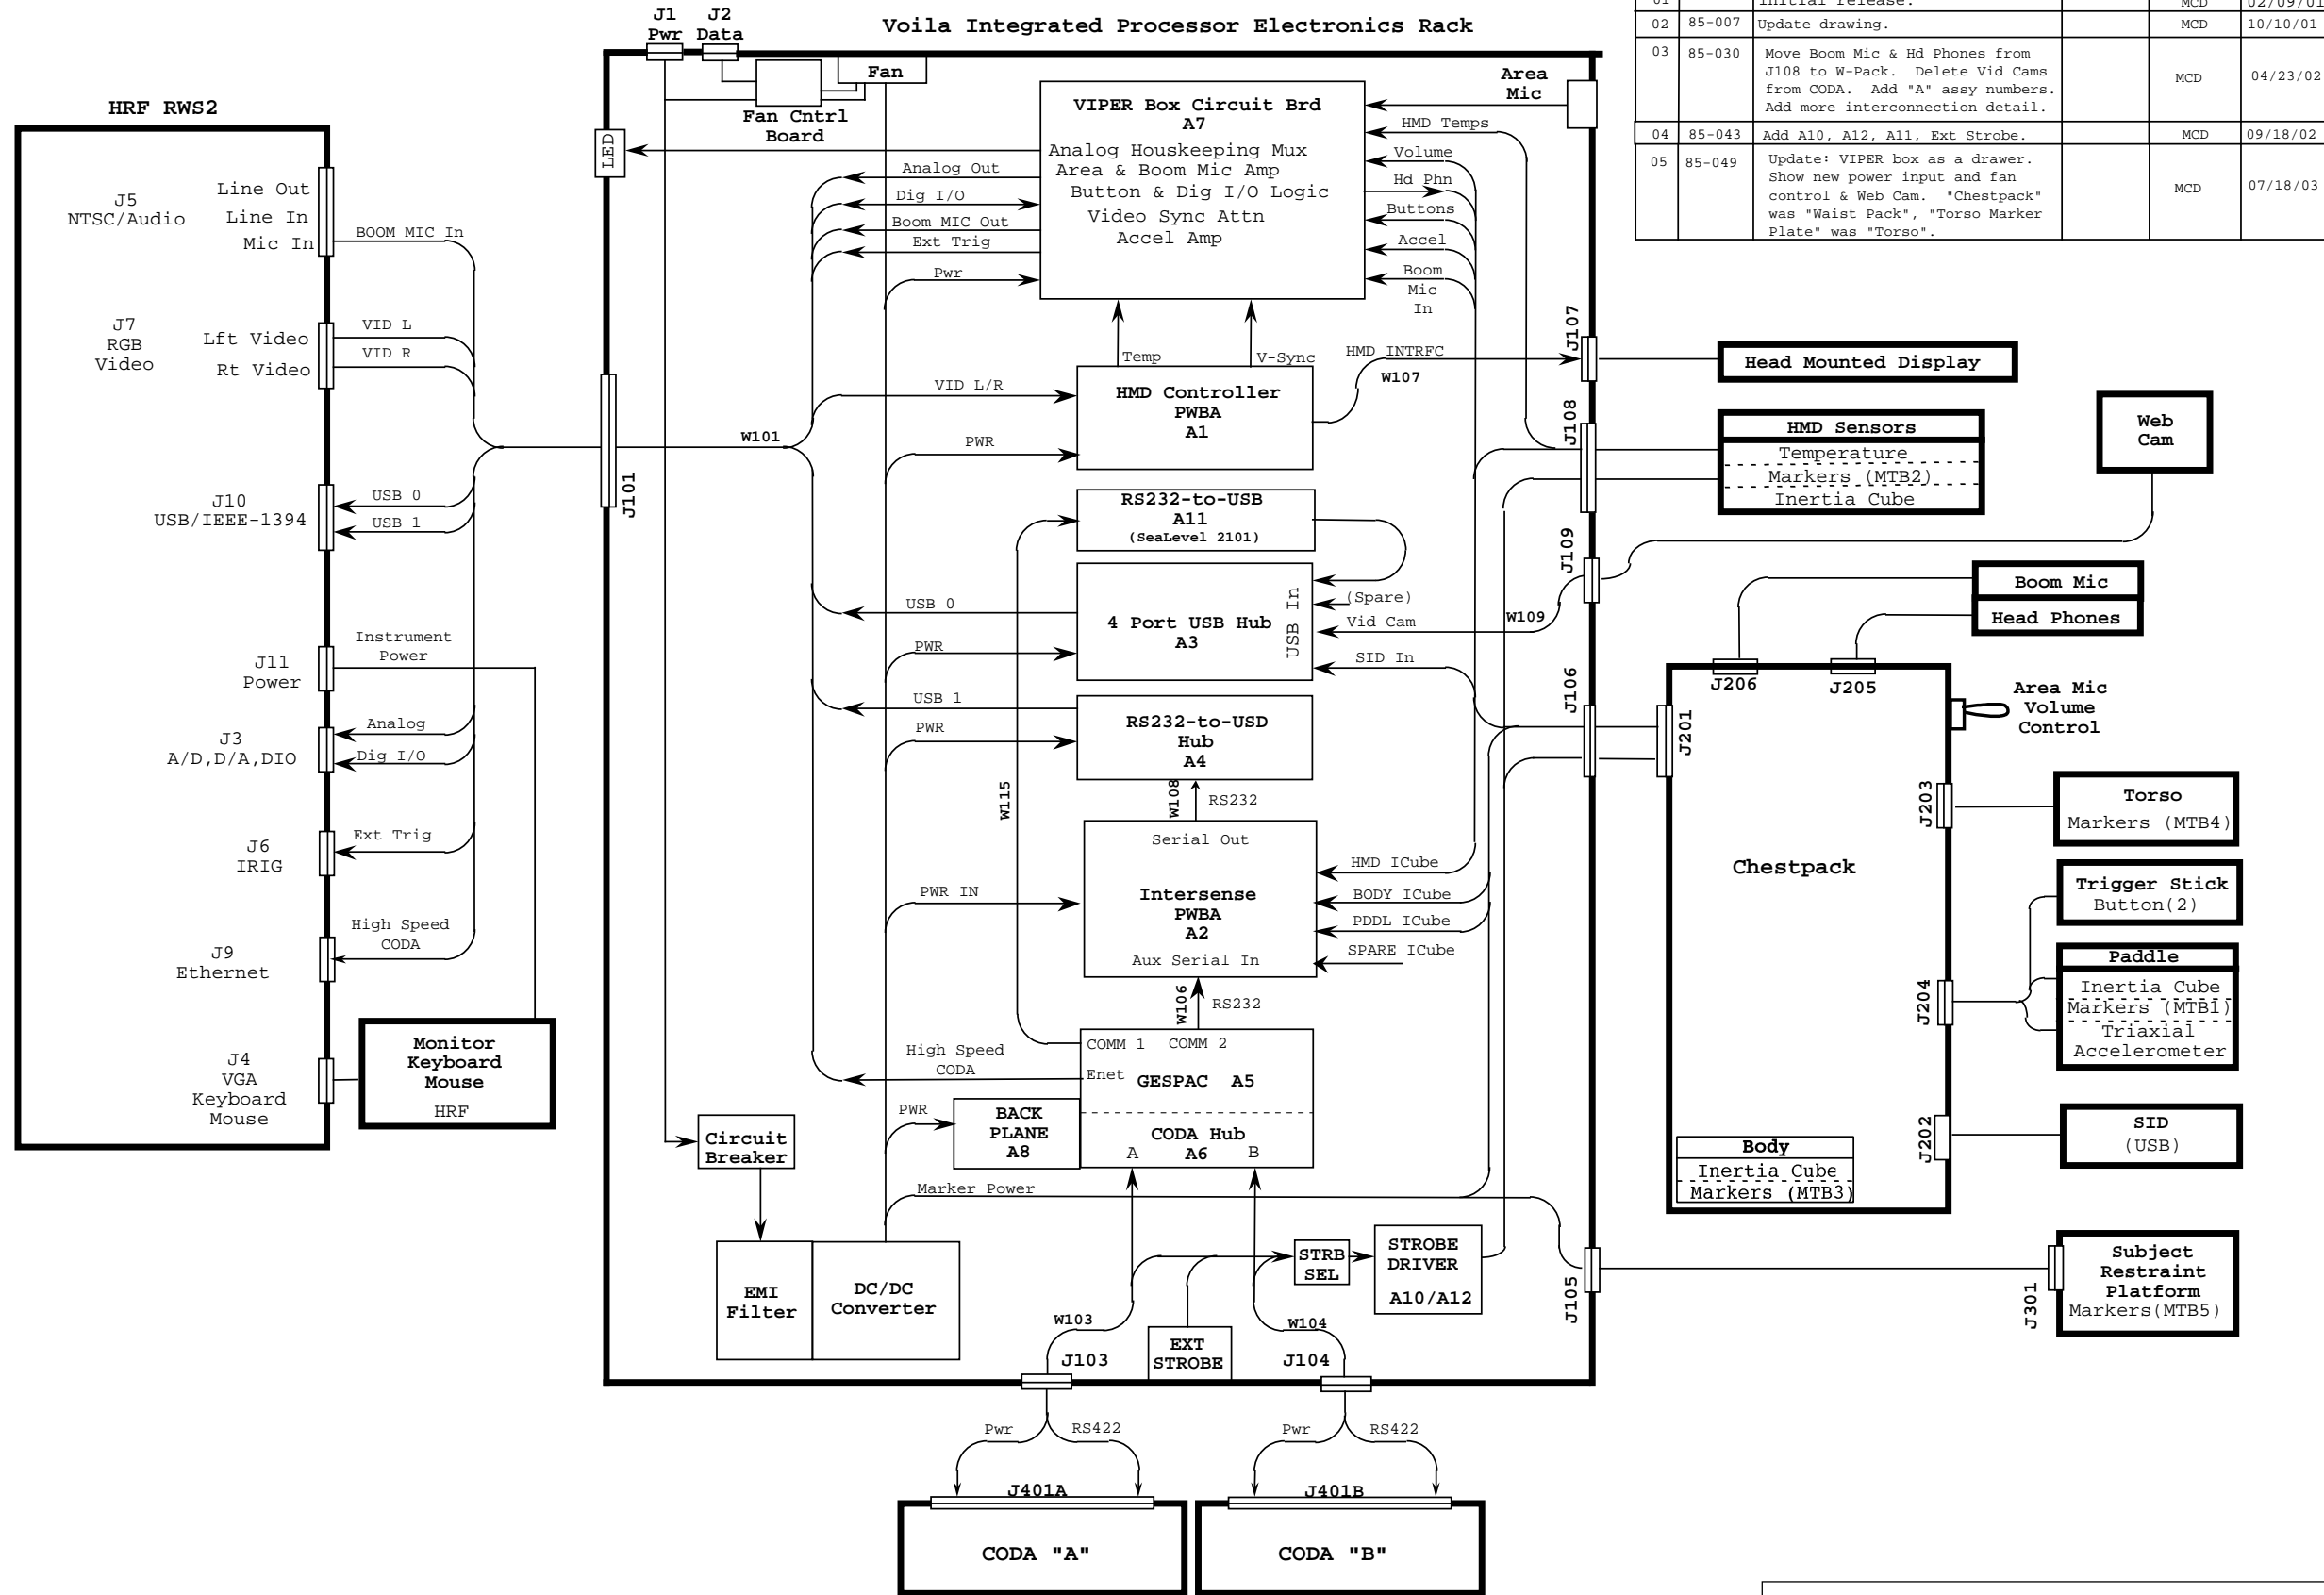 Voila Integrated Processor Electronics Rack
J1
Pwr
J2
Data
01 Initial release. MCD 02/09/01
02 85-007 Update drawing. MCD 10/10/01
03 85-030 Move Boom Mic & Hd Phones from
J108 to W-Pack. Delete Vid Cams
from CODA. Add "A" assy numbers.
Add more interconnection detail.
MCD 04/23/02
04 85-043 Add A10, A12, A11, Ext Strobe. MCD 09/18/02
05 85-049 Update: VIPER box as a drawer.
Show new power input and fan
control & Web Cam. "Chestpack"
was "Waist Pack", "Torso Marker
Plate" was "Torso".
MCD 07/18/03
HRF RWS2
J5
NTSC/Audio
Line Out
Line In
Mic In
BOOM MIC In
J7
RGB
Video
Lft Video
Rt Video
VID L
VID R
J10
USB/IEEE-1394
USB 0
USB 1
J11
Power
Instrument
Power
J3
A/D,D/A,DIO
Analog
Dig I/O
J6
IRIG
Ext Trig
J9
Ethernet
High Speed
CODA
J4
VGA
Keyboard
Mouse
Monitor
Keyboard
Mouse
HRF
Fan
Fan Cntrl
Board
LED
J101
W101
Analog Out
Dig I/O
Boom MIC Out
Ext Trig
Pwr
VIPER Box Circuit Brd
A7
Analog Houskeeping Mux
Area & Boom Mic Amp
Button & Dig I/O Logic
Video Sync Attn
Accel Amp
Area
Mic
HMD Temps
Volume
Hd Phn
Buttons
Accel
Boom
Mic
In
Temp
V-Sync
HMD INTRFC
W107
J107
VID L/R
PWR
HMD Controller
PWBA
A1
J108
RS232-to-USB
A11
(SeaLevel 2101)
J109
USB 0
PWR
4 Port USB Hub
A3
USB In
(Spare)
Vid Cam
W109
SID In
J106
USB 1
PWR
RS232-to-USD
Hub
A4
W115
W108
RS232
Serial Out
Intersense
PWBA
A2
Aux Serial In
PWR IN
HMD ICube
BODY ICube
PDDL ICube
SPARE ICube
W106
RS232
COMM 1 COMM 2
High Speed
CODA
Enet
GESPAC A5
PWR
BACK
PLANE
A8
CODA Hub
A6
A
B
Circuit
Breaker
Marker Power
EMI
Filter
DC/DC
Converter
STRB
SEL
STROBE
DRIVER
A10/A12
J105
W103
W104
EXT
STROBE
J103
J104
Pwr
RS422
Pwr
RS422
J401A
J401B
CODA "A"
CODA "B"
Head Mounted Display
HMD Sensors
Temperature
Markers (MTB2)
Inertia Cube
Web
Cam
Boom Mic
Head Phones
J206
J205
J201
Area Mic
Volume
Control
Chestpack
J203
Torso
Markers (MTB4)
Trigger Stick
Button(2)
J204
Paddle
Inertia Cube
Markers (MTB1)
Triaxial
Accelerometer
J202
SID
(USB)
Body
Inertia Cube
Markers (MTB3)
J301
Subject
Restraint
Platform
Markers(MTB5)